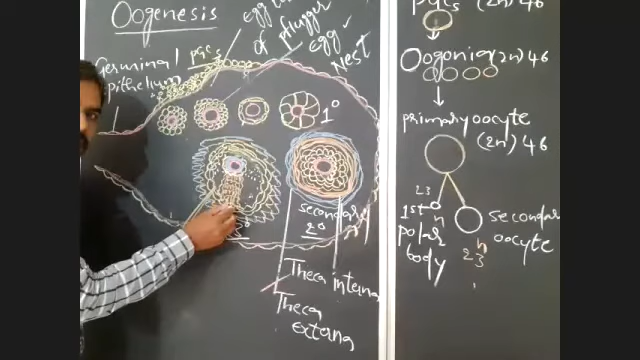 Oogenesis
egg
of pfluger
egg
Nest
Germinal PGCs
epithelium
1°
secondary
2°
3°
Theca interna
Theca
externa
PGCs (2n) 46
Oogonia (2n) 46
primary oocyte
(2n) 46
23
1st n
polar
body
secondary
oocyte
n
23